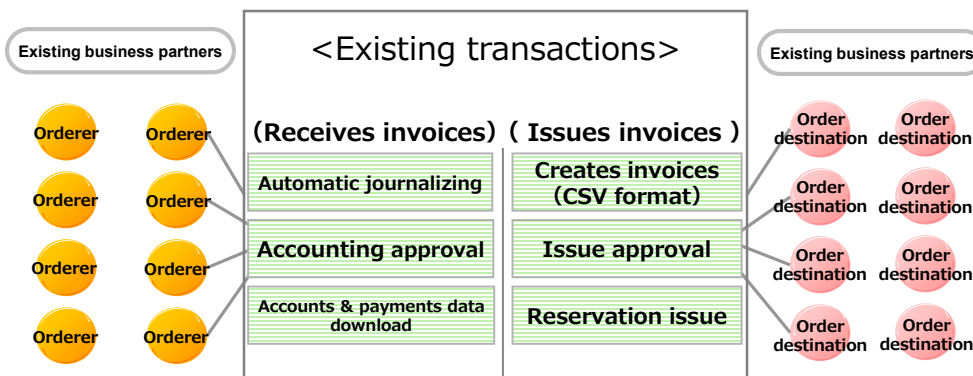 Existing business partners
<Existing transactions>
Existing business partners
(Receives invoices)
( Issues invoices )
Orderer
Orderer
Orderer
Orderer
Orderer
Orderer
Orderer
Orderer
Automatic journalizing
Accounting approval
Accounts & payments data
download
Creates invoices
(CSV format)
Issue approval
Reservation issue
Order
destination
Order
destination
Order
destination
Order
destination
Order
destination
Order
destination
Order
destination
Order
destination